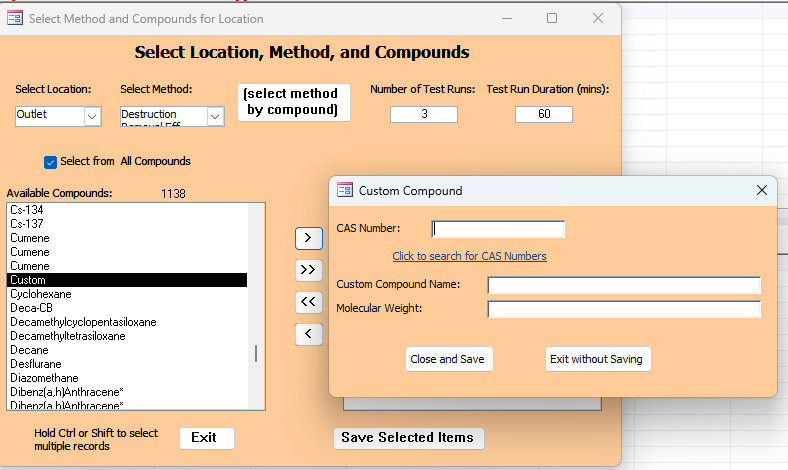 Select Method and Compounds for Location
Select Location, Method, and Compounds
Select Location:
Select Method:
(select method
by compound)
Number of Test Runs:
Test Run Duration (mins):
Outlet
Destruction
Removal Eff
3
60
Select from All Compounds
Available Compounds:
1138
Cs-134
Cs-137
Cumene
Cumene
Cumene
Custom
Cyclohexane
Deca-CB
Decamethylcyclopentasiloxane
Decamethyltetrasiloxane
Decane
Desflurane
Diazomethane
Dibenz(a,h)Anthracene*
Dibenz(a,h)Anthracene*
>
>>
<<
<
Custom Compound
CAS Number:
Click to search for CAS Numbers
Custom Compound Name:
Molecular Weight:
Close and Save
Exit without Saving
Hold Ctrl or Shift to select
multiple records
Exit
Save Selected Items